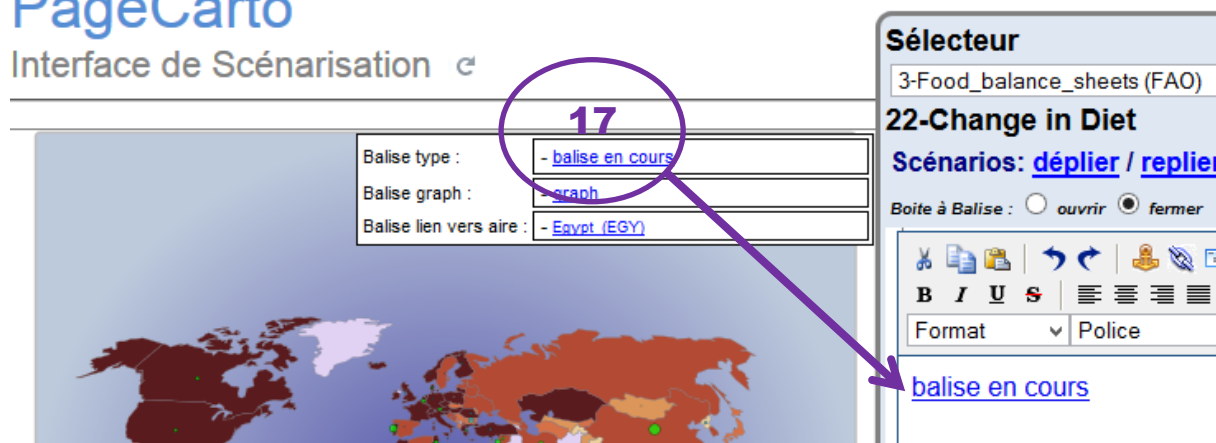 PageCarto
Interface de Scénarisation
17
Balise type :
- balise en cours
Balise graph :
- graph
Balise lien vers aire :
- Egypt (EGY)
Sélecteur
3-Food_balance_sheets (FAO)
22-Change in Diet
Scénarios: déplier / replier
Boite à Balise : ouvrir fermer
B I U S
Format Police
balise en cours